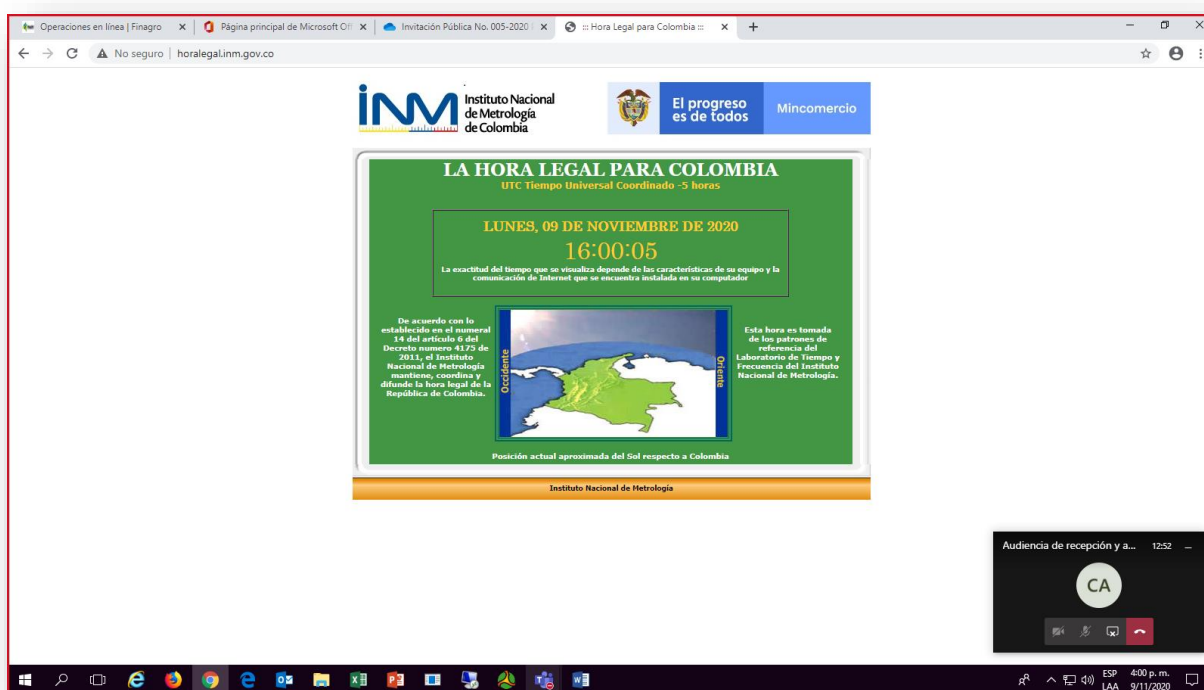 Operaciones en línea | Finagro
Página principal de Microsoft Off
Invitación Pública No. 005-2020
::: Hora Legal para Colombia :::
No seguro | horalegal.inm.gov.co
inm
Instituto Nacional
de Metrología
de Colombia
El progreso
es de todos
Mincomercio
LA HORA LEGAL PARA COLOMBIA
UTC Tiempo Universal Coordinado -5 horas
LUNES, 09 DE NOVIEMBRE DE 2020
16:00:05
La exactitud del tiempo que se visualiza depende de las características de su equipo y la
comunicación de Internet que se encuentra instalada en su computador
De acuerdo con lo
establecido en el numeral
14 del artículo 6 del
Decreto numero 4175 de
2011, el Instituto
Nacional de Metrología
mantiene, coordina y
difunde la hora legal de la
República de Colombia.
Occidente
Oriente
Esta hora es tomada
de los patrones de
referencia del
Laboratorio de Tiempo y
Frecuencia del Instituto
Nacional de Metrología.
Posición actual aproximada del Sol respecto a Colombia
Instituto Nacional de Metrología
Audiencia de recepción y a... 12:52
CA
ESP
LAA
4:00 p. m.
9/11/2020